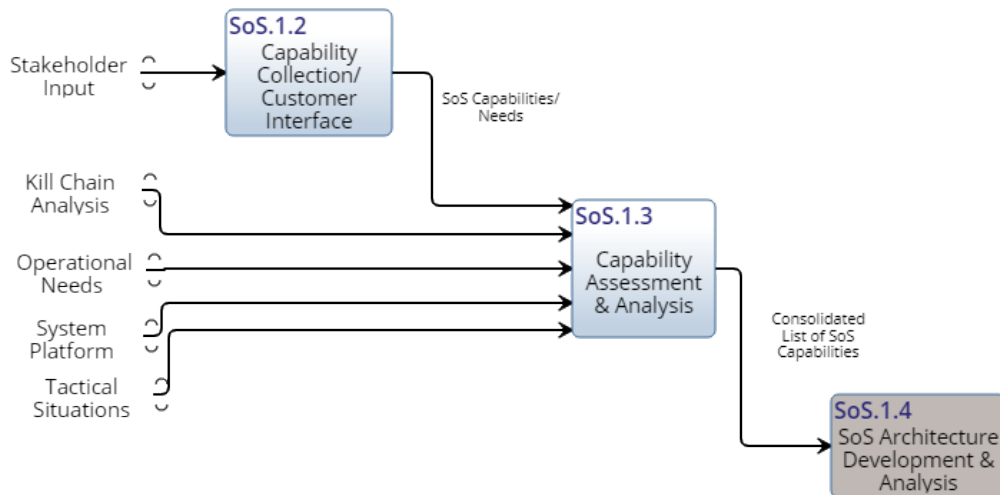 SoS.1.2
Capability
Collection/
Customer
Interface
Stakeholder
Input
SoS Capabilities/
Needs
Kill Chain
Analysis
SoS.1.3
Capability
Assessment
& Analysis
Operational
Needs
System
Platform
Consolidated
List of SoS
Capabilities
Tactical
Situations
SoS.1.4
SoS Architecture
Development &
Analysis